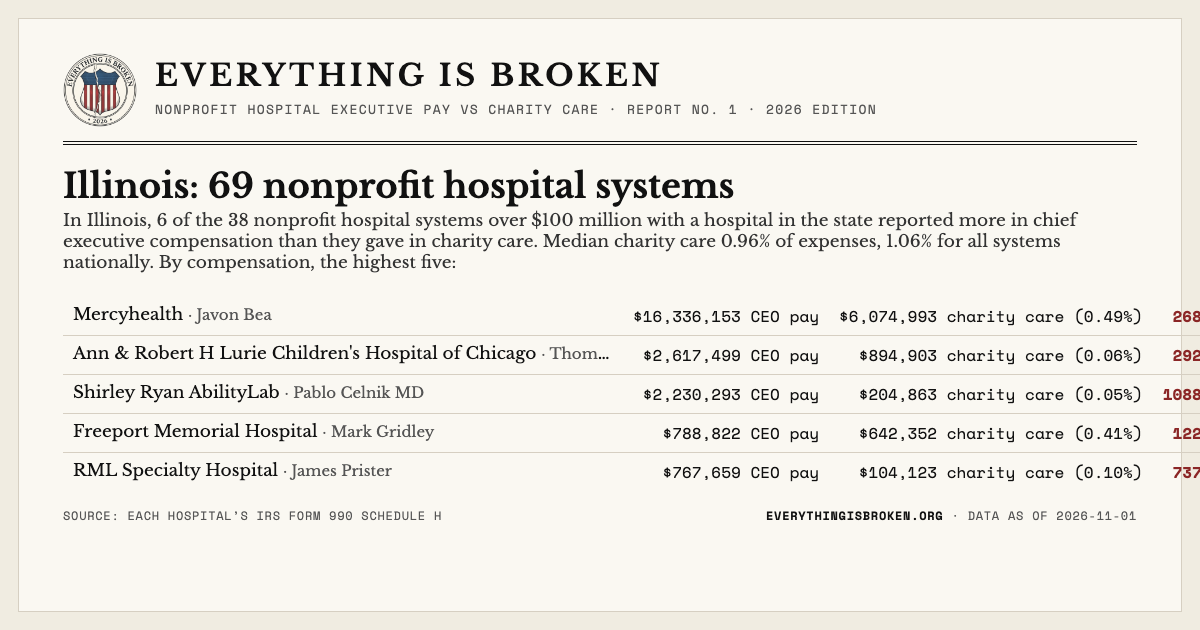 EVERYTHING IS BROKEN
2026
EVERYTHING IS BROKEN
NONPROFIT HOSPITAL EXECUTIVE PAY VS CHARITY CARE · REPORT NO. 1 · 2026 EDITION
Illinois: 69 nonprofit hospital systems
In Illinois, 6 of the 38 nonprofit hospital systems over $100 million with a hospital in the state reported more in chief
executive compensation than they gave in charity care. Median charity care 0.96% of expenses, 1.06% for all systems
nationally. By compensation, the highest five:
Mercyhealth · Javon Bea $16,336,153 CEO pay $6,074,993 charity care (0.49%) 268
Ann & Robert H Lurie Children's Hospital of Chicago · Thom… $2,617,499 CEO pay $894,903 charity care (0.06%) 292
Shirley Ryan AbilityLab · Pablo Celnik MD $2,230,293 CEO pay $204,863 charity care (0.05%) 1088
Freeport Memorial Hospital · Mark Gridley $788,822 CEO pay $642,352 charity care (0.41%) 122
RML Specialty Hospital · James Prister $767,659 CEO pay $104,123 charity care (0.10%) 737
SOURCE: EACH HOSPITAL'S IRS FORM 990 SCHEDULE H EVERYTHINGISBROKEN.ORG · DATA AS OF 2026-11-01